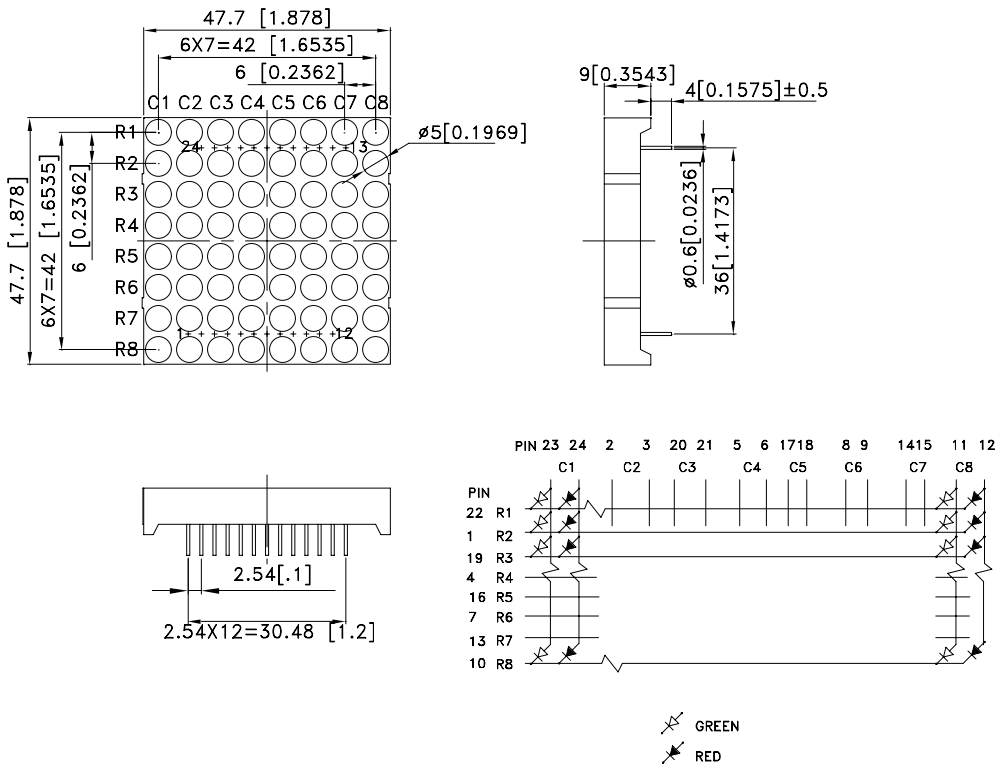 47.7 [1.878]
6X7=42 [1.6535]
6 [0.2362]
C1 C2 C3 C4 C5 C6 C7 C8
R1
R2
R3
R4
R5
R6
R7
R8
24
13
1
12
ø5[0.1969]
47.7 [1.878]
6X7=42 [1.6535]
6 [0.2362]
9[0.3543]
4[0.1575]±0.5
ø0.6[0.0236]
36[1.4173]
2.54[.1]
2.54X12=30.48 [1.2]
PIN 23 24 2 3 20 21 5 6 17 18 8 9 14 15 11 12
C1 C2 C3 C4 C5 C6 C7 C8
PIN
22 R1
1 R2
19 R3
4 R4
16 R5
7 R6
13 R7
10 R8
GREEN
RED